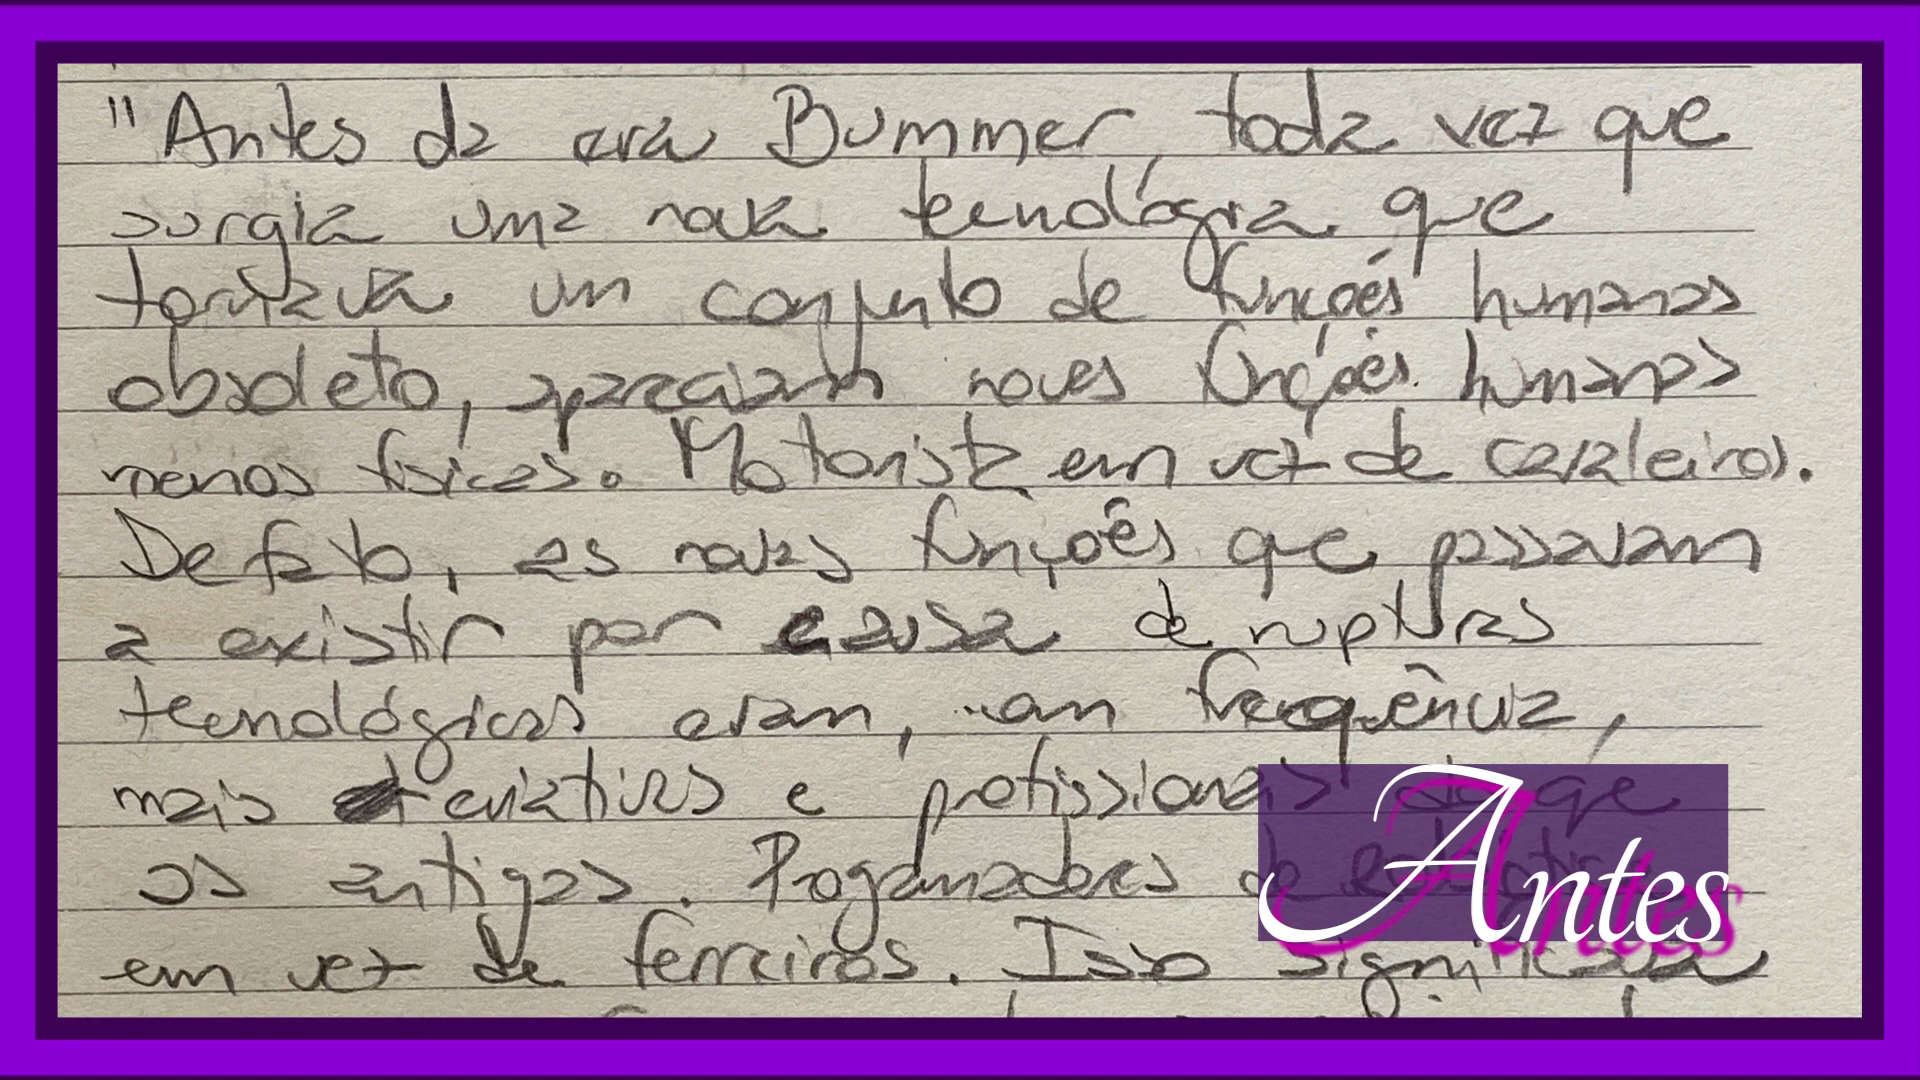 "Antes da era Bummer, toda vez que
surgia uma nova tecnológia que
tornava um conjunto de funções humanas
obsoleto, apareciam novas funções humanas
menos físicas. Motorista em vez de cavaleiros.
De fato, as novas funções que passavam
a existir por causa de rupturas
tecnológicas eram, com frequência,
mais criativas e profissionais do que
os antigos. Progamadores de
em vez de ferreiros. Isso significava
Antes